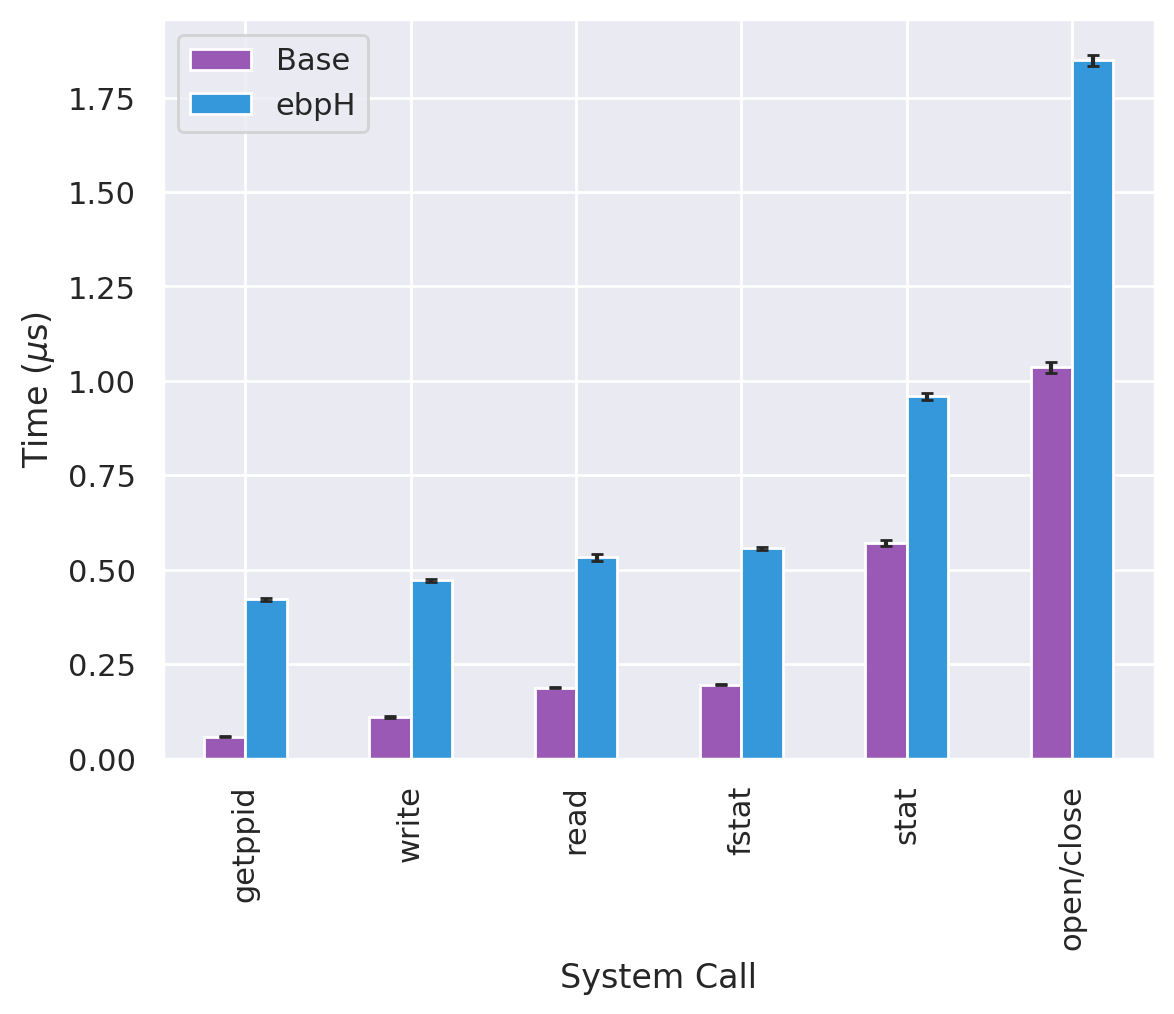 Base
ebpH
1.75
1.50
1.25
1.00
0.75
0.50
0.25
0.00
Time (μs)
getppid
write
read
fstat
stat
open/close
System Call